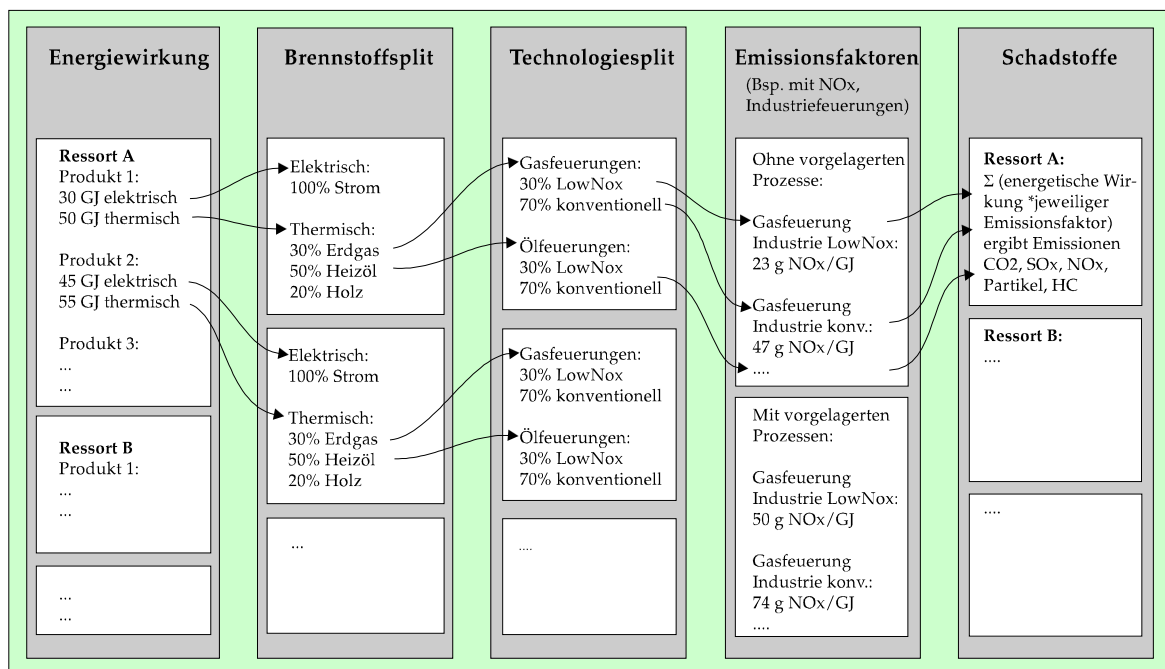 Energiewirkung
Ressort A
Produkt 1:
30 GJ elektrisch
50 GJ thermisch
Produkt 2:
45 GJ elektrisch
55 GJ thermisch
Produkt 3:
...
...
Ressort B
Produkt 1:
...
...
...
...
Brennstoffsplit
Elektrisch:
100% Strom
Thermisch:
30% Erdgas
50% Heizöl
20% Holz
Elektrisch:
100% Strom
Thermisch:
30% Erdgas
50% Heizöl
20% Holz
...
Technologiesplit
Gasfeuerungen:
30% LowNox
70% konventionell
Ölfeuerungen:
30% LowNox
70% konventionell
Gasfeuerungen:
30% LowNox
70% konventionell
Ölfeuerungen:
30% LowNox
70% konventionell
....
Emissionsfaktoren
(Bsp. mit NOx,
Industriefeuerungen)
Ohne vorgelagerten
Prozesse:
Gasfeuerung
Industrie LowNox:
23 g NOx/GJ
Gasfeuerung
Industrie konv.:
47 g NOx/GJ
....
Mit vorgelagerten
Prozessen:
Gasfeuerung
Industrie LowNox:
50 g NOx/GJ
Gasfeuerung
Industrie konv.:
74 g NOx/GJ
....
Schadstoffe
Ressort A:
Σ (energetische Wir-
kung *jeweiliger
Emissionsfaktor)
ergibt Emissionen
CO2, SOx, NOx,
Partikel, HC
Ressort B:
....
....